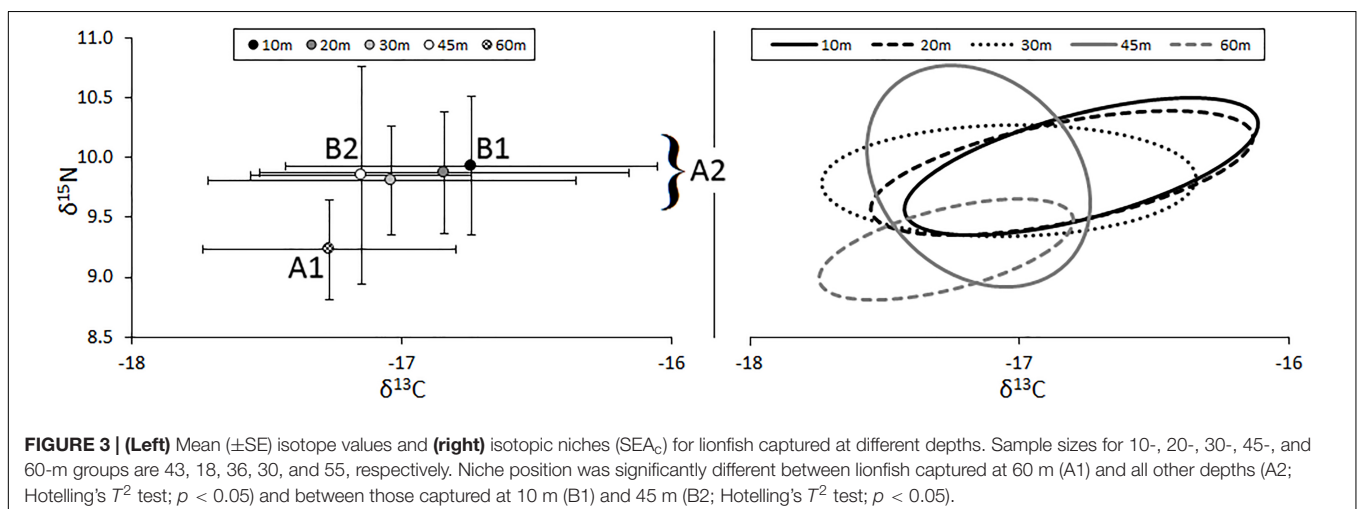 10m 20m 30m 45m 60m
11.0
10.5
10.0
9.5
9.0
8.5
δ15N
B2
B1
A2
A1
-18
-17
-16
δ13C
10m 20m 30m 45m 60m
-18
-17
-16
δ13C
FIGURE 3 | (Left) Mean (±SE) isotope values and (right) isotopic niches (SEAc) for lionfish captured at different depths. Sample sizes for 10-, 20-, 30-, 45-, and
60-m groups are 43, 18, 36, 30, and 55, respectively. Niche position was significantly different between lionfish captured at 60 m (A1) and all other depths (A2;
Hotelling's T² test; p < 0.05) and between those captured at 10 m (B1) and 45 m (B2; Hotelling's T² test; p < 0.05).